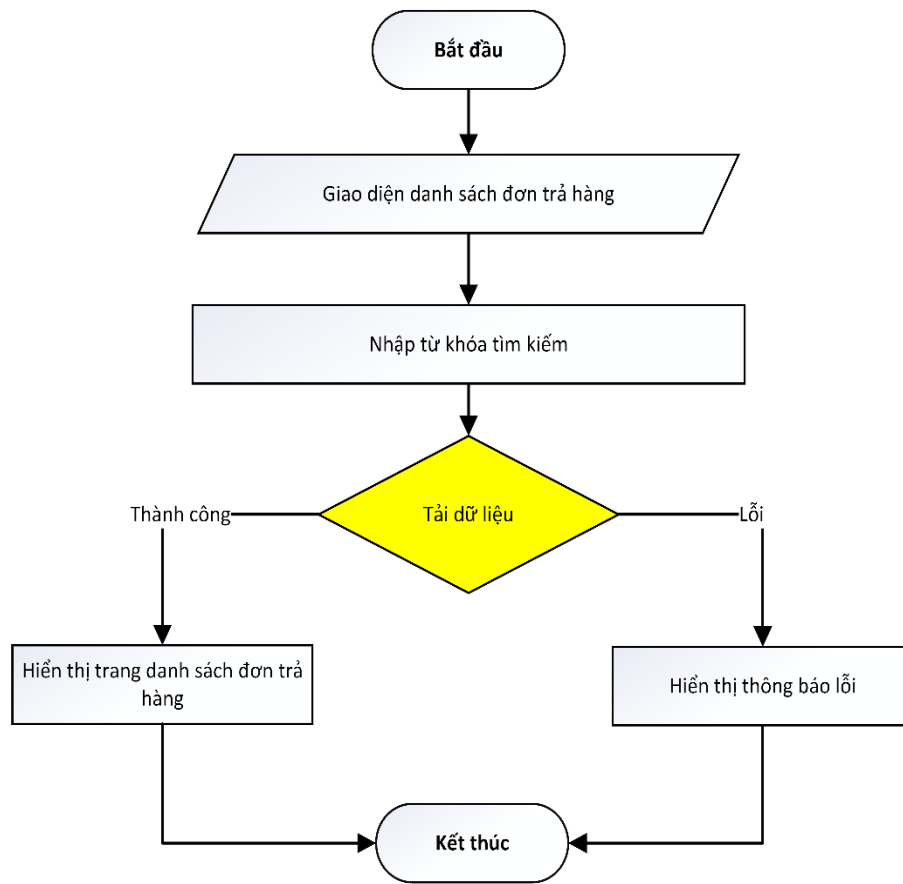 Bắt đầu
Giao diện danh sách đơn trả hàng
Nhập từ khóa tìm kiếm
Tải dữ liệu
Thành công
Lỗi
Hiển thị trang danh sách đơn trả
hàng
Hiển thị thông báo lỗi
Kết thúc